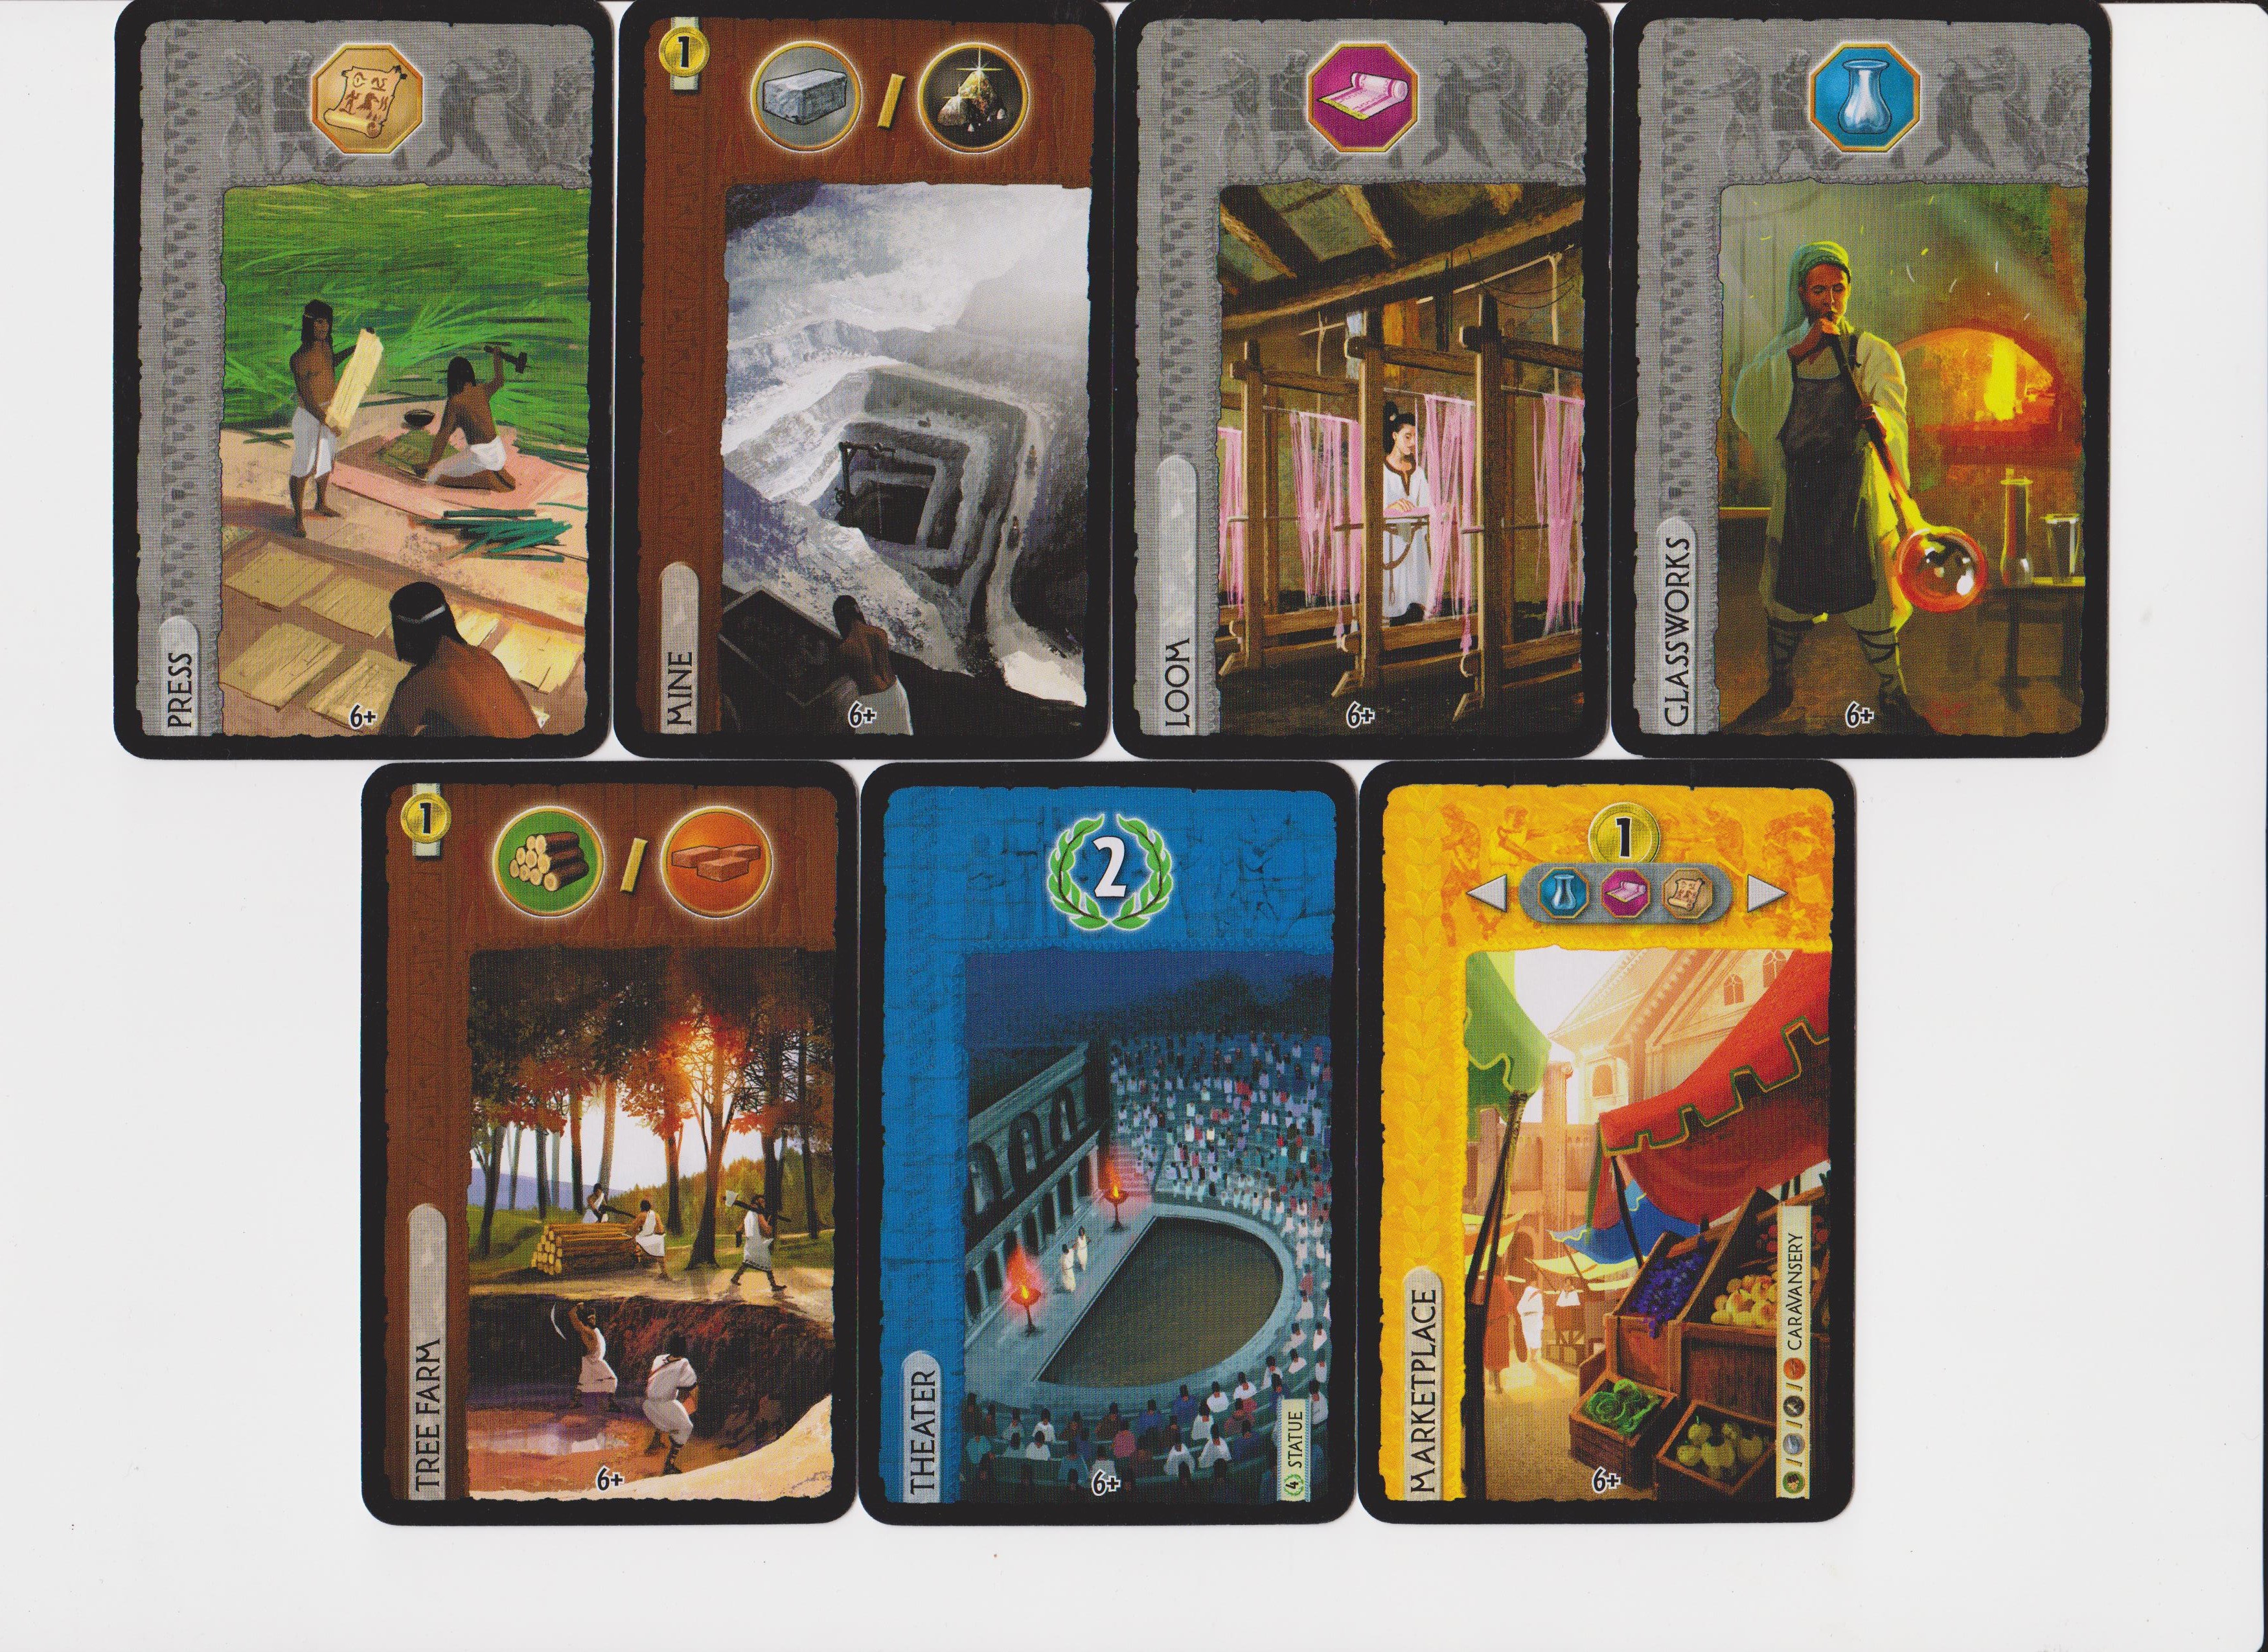 PRESS
6+
1
MINE
6+
LOOM
6+
GLASSWORKS
6+
1
TREE FARM
6+
2
THEATER
6+
4 STATUE
1
MARKETPLACE
6+
/ / / CARAVANSERY